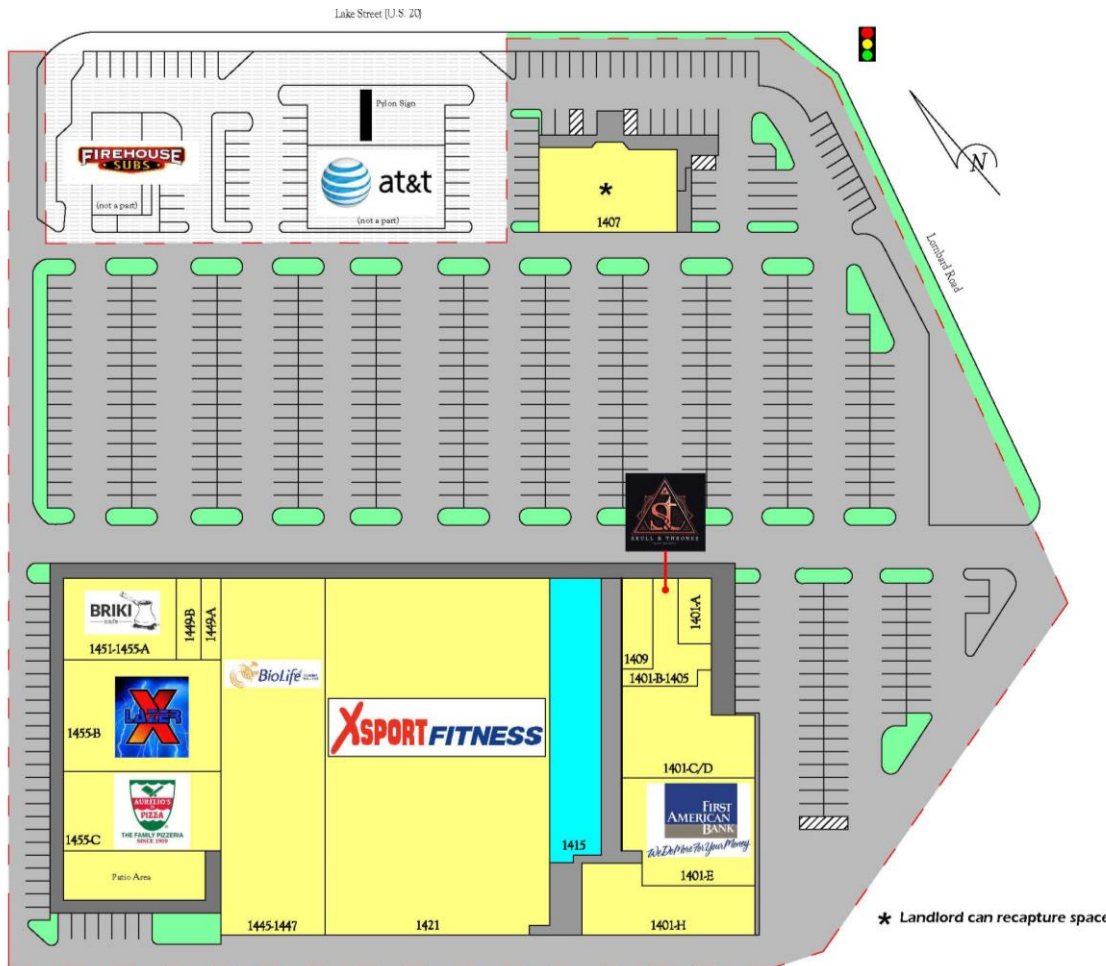 Lake Street [U.S. 20]
Pylon Sign
FIREHOUSE
SUBS
(not a part)
at&t
(not a part)
*
1407
N
Lombard Road
S&t
SKULL & THRONES
BRIKI
cafe
1451-1455-A
1449-B
1449-A
1409
1401-A
1401-B-1405
BioLife
LAZER X
1455-B
XSPORT FITNESS
1401-C/D
AURELIO'S
PIZZA
THE FAMILY PIZZERIA
SINCE 1959
1455-C
FIRST
AMERICAN
BANK
We Do More For Your Money.
1415
1401-E
Patio Area
1445-1447
1421
1401-H
* Landlord can recapture space